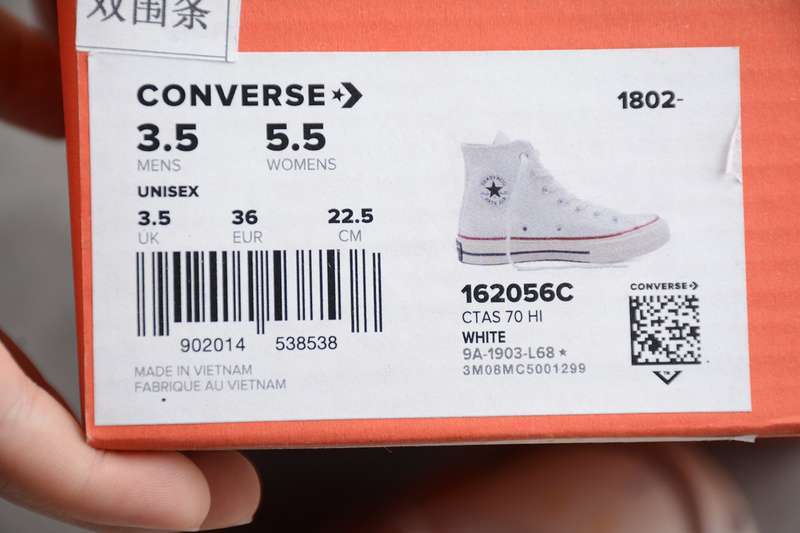 双围条
CONVERSE
1802-
3.5 5.5
MENS WOMENS
UNISEX
3.5 36 22.5
UK EUR CM
902014 538538
MADE IN VIETNAM
FABRIQUE AU VIETNAM
162056C
CTAS 70 HI
WHITE
9A-1903-L68★
3M08MC5001299
CONVERSE